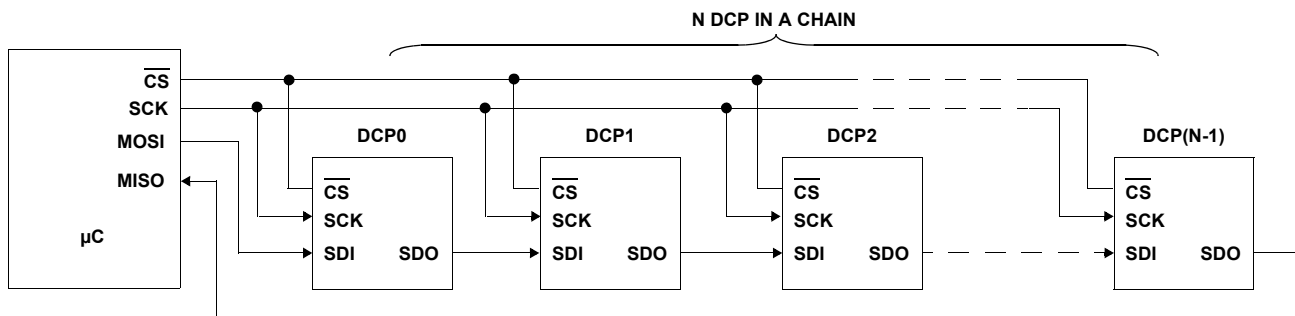 N DCP IN A CHAIN
CS
SCK
MOSI
MISO
µC
DCP0
CS
SCK
SDI SDO
DCP1
CS
SCK
SDI SDO
DCP2
CS
SCK
SDI SDO
DCP(N-1)
CS
SCK
SDI SDO